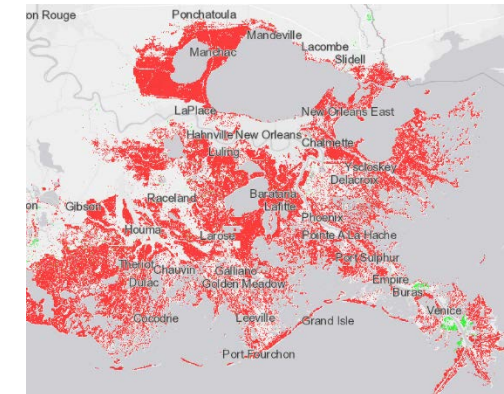 on Rouge
Ponchatoula
Mandeville
Manchac
Lacombe
Slidell
LaPlace
New Orleans East
Hahnville
New Orleans
Luling
Chalmette
Yscloskey
Delacroix
on
Gibson
Raceland
Barataria
Lafitte
Phoenix
Houma
Larose
Pointe A La Hache
Theriot
Chauvin
Galliano
Port Sulphur
Dulac
Golden Meadow
Empire
Buras
Cocodrie
Leeville
Grand Isle
Venice
Port Fourchon